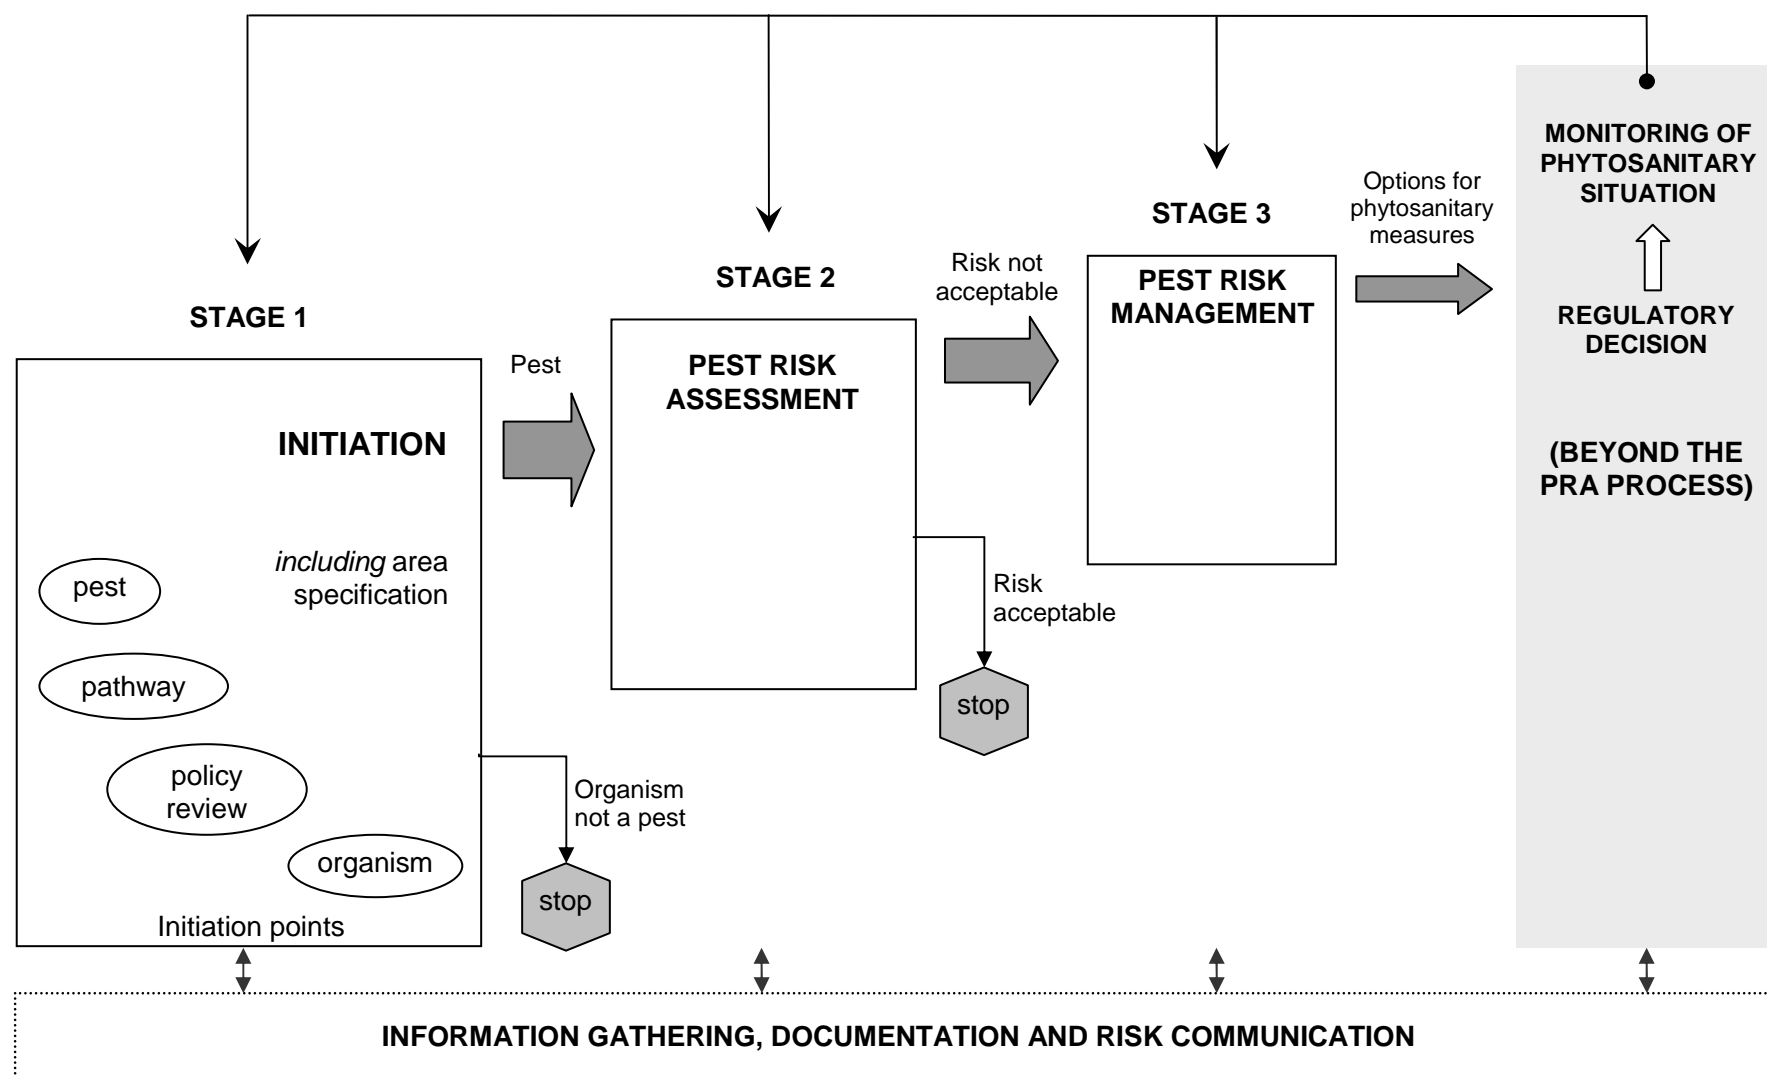 STAGE 1
INITIATION
including area
specification
pest
pathway
policy
review
organism
Initiation points
Pest
Organism
not a pest
stop
STAGE 2
PEST RISK
ASSESSMENT
Risk not
acceptable
Risk
acceptable
stop
STAGE 3
PEST RISK
MANAGEMENT
Options for
phytosanitary
measures
MONITORING OF
PHYTOSANITARY
SITUATION
REGULATORY
DECISION
(BEYOND THE
PRA PROCESS)
INFORMATION GATHERING, DOCUMENTATION AND RISK COMMUNICATION